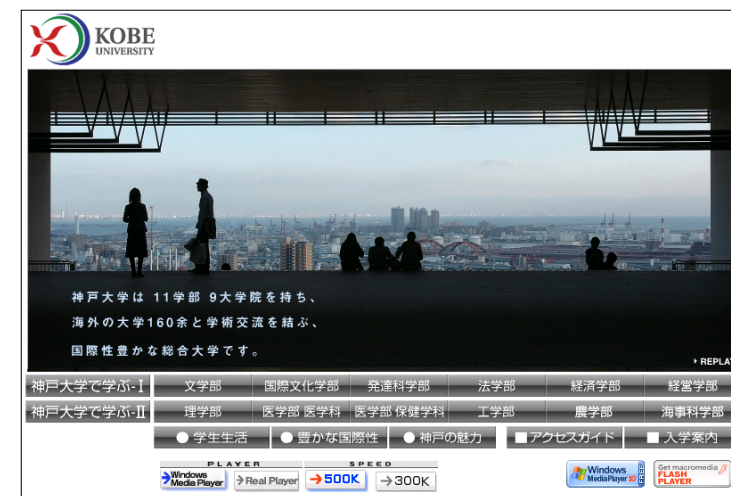 KOBE
UNIVERSITY
神戸大学は 11学部 9大学院を持ち、
海外の大学160余と学術交流を結ぶ、
国際性豊かな総合大学です。
REPLAY
神戸大学で学ぶ-Ⅰ 文学部 国際文化学部 発達科学部 法学部 経済学部 経営学部
神戸大学で学ぶ-Ⅱ 理学部 医学部 医学科 医学部 保健学科 工学部 農学部 海事科学部
● 学生生活 ● 豊かな国際性 ● 神戸の魅力 ■アクセスガイド ■ 入学案内
PLAYER SPEED
Windows Media Player Real Player 500K 300K
Windows MediaPlayer 10
Get macromedia FLASH PLAYER